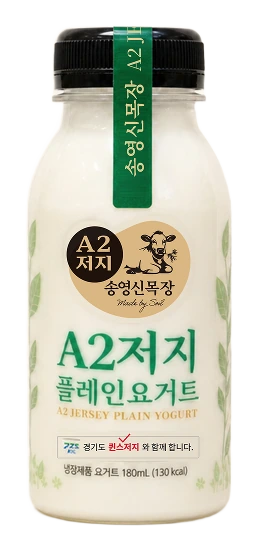 송영신목장 A2 JE
A2
저지
송영신목장
Made by Soil
A2저지
플레인요거트
A2 JERSEY PLAIN YOGURT
경기도 퀸스저지 와 함께 합니다.
냉장제품 요거트 180mL (130 kcal)